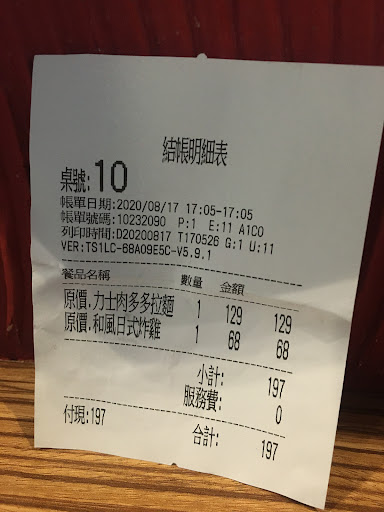 結帳明細表
桌號:10
帳單日期:2020/08/17 17:05-17:05
帳單號碼:10232090 P:1 E:11 A1CO
列印時間:D20200817 T170526 G:1 U:11
VER:TS1LC-68A09E5C-V5.9.1
餐品名稱 數量 金額
原價.力士肉多多拉麵 1 129 129
原價.和風日式炸雞 1 68 68
小計: 197
服務費: 0
付現:197 合計: 197